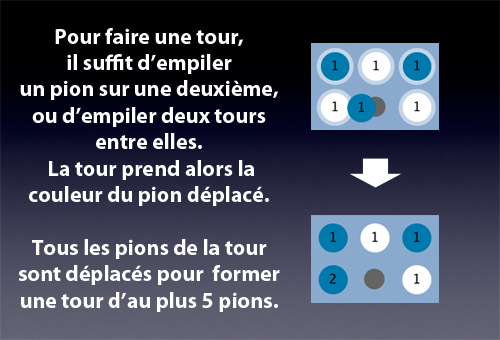 Pour faire une tour,
il suffit d'empiler
un pion sur une deuxième,
ou d'empiler deux tours
entre elles.
La tour prend alors la
couleur du pion déplacé.
Tous les pions de la tour
sont déplacés pour former
une tour d'au plus 5 pions.
1 1 1
1 1 1
1 1 1
2 1